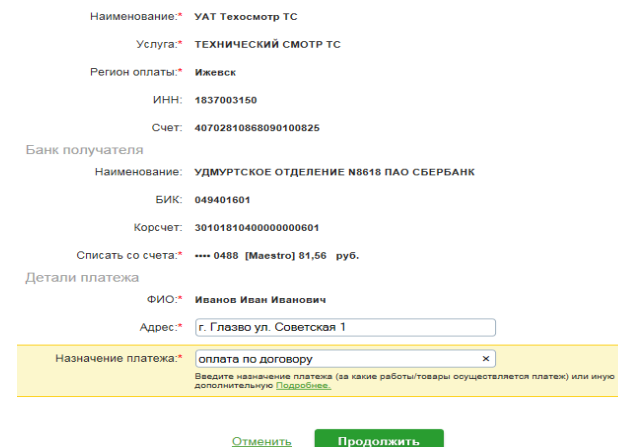 Наименование:* УАТ Техосмотр ТС
Услуга:* ТЕХНИЧЕСКИЙ СМОТР ТС
Регион оплаты:* Ижевск
ИНН: 1837003150
Счет: 40702810868090100825
Банк получателя
Наименование: УДМУРТСКОЕ ОТДЕЛЕНИЕ N8618 ПАО СБЕРБАНК
БИК: 049401601
Корсчет: 30101810400000000601
Списать со счета:* •••• 0488 [Maestro] 81,56 руб.
Детали платежа
ФИО:* Иванов Иван Иванович
Адрес:* г. Глазво ул. Советская 1
Назначение платежа:* оплата по договору ×
Введите назначение платежа (за какие работы/товары осуществляется платеж) или иную
дополнительную Подробнее.
Отменить Продолжить